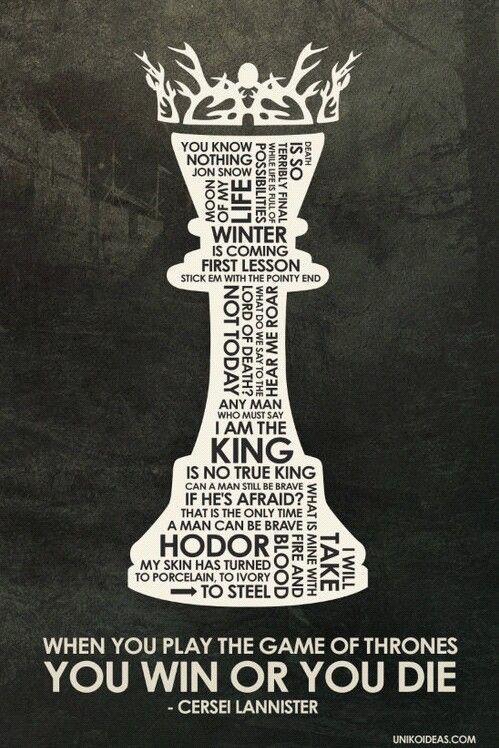 YOU KNOW
NOTHING
JON SNOW
MOON
OF MY
LIFE
DEATH
IS SO
TERRIBLY FINAL
WHILE LIFE IS FULL OF
POSSIBILITIES
WINTER
IS COMING
FIRST LESSON
STICK EM WITH THE POINTY END
HEAR ME ROAR
WHAT DO WE SAY TO THE
LORD OF DEATH?
NOT TODAY
ANY MAN
WHO MUST SAY
I AM THE
KING
IS NO TRUE KING
CAN A MAN STILL BE BRAVE
IF HE'S AFRAID?
THAT IS THE ONLY TIME
A MAN CAN BE BRAVE
HODOR
MY SKIN HAS TURNED
TO PORCELAIN, TO IVORY
TO STEEL
I WILL
TAKE
WHAT IS MINE WITH
FIRE AND
BLOOD
WHEN YOU PLAY THE GAME OF THRONES
YOU WIN OR YOU DIE
- CERSEI LANNISTER
UNIKOIDEAS.COM